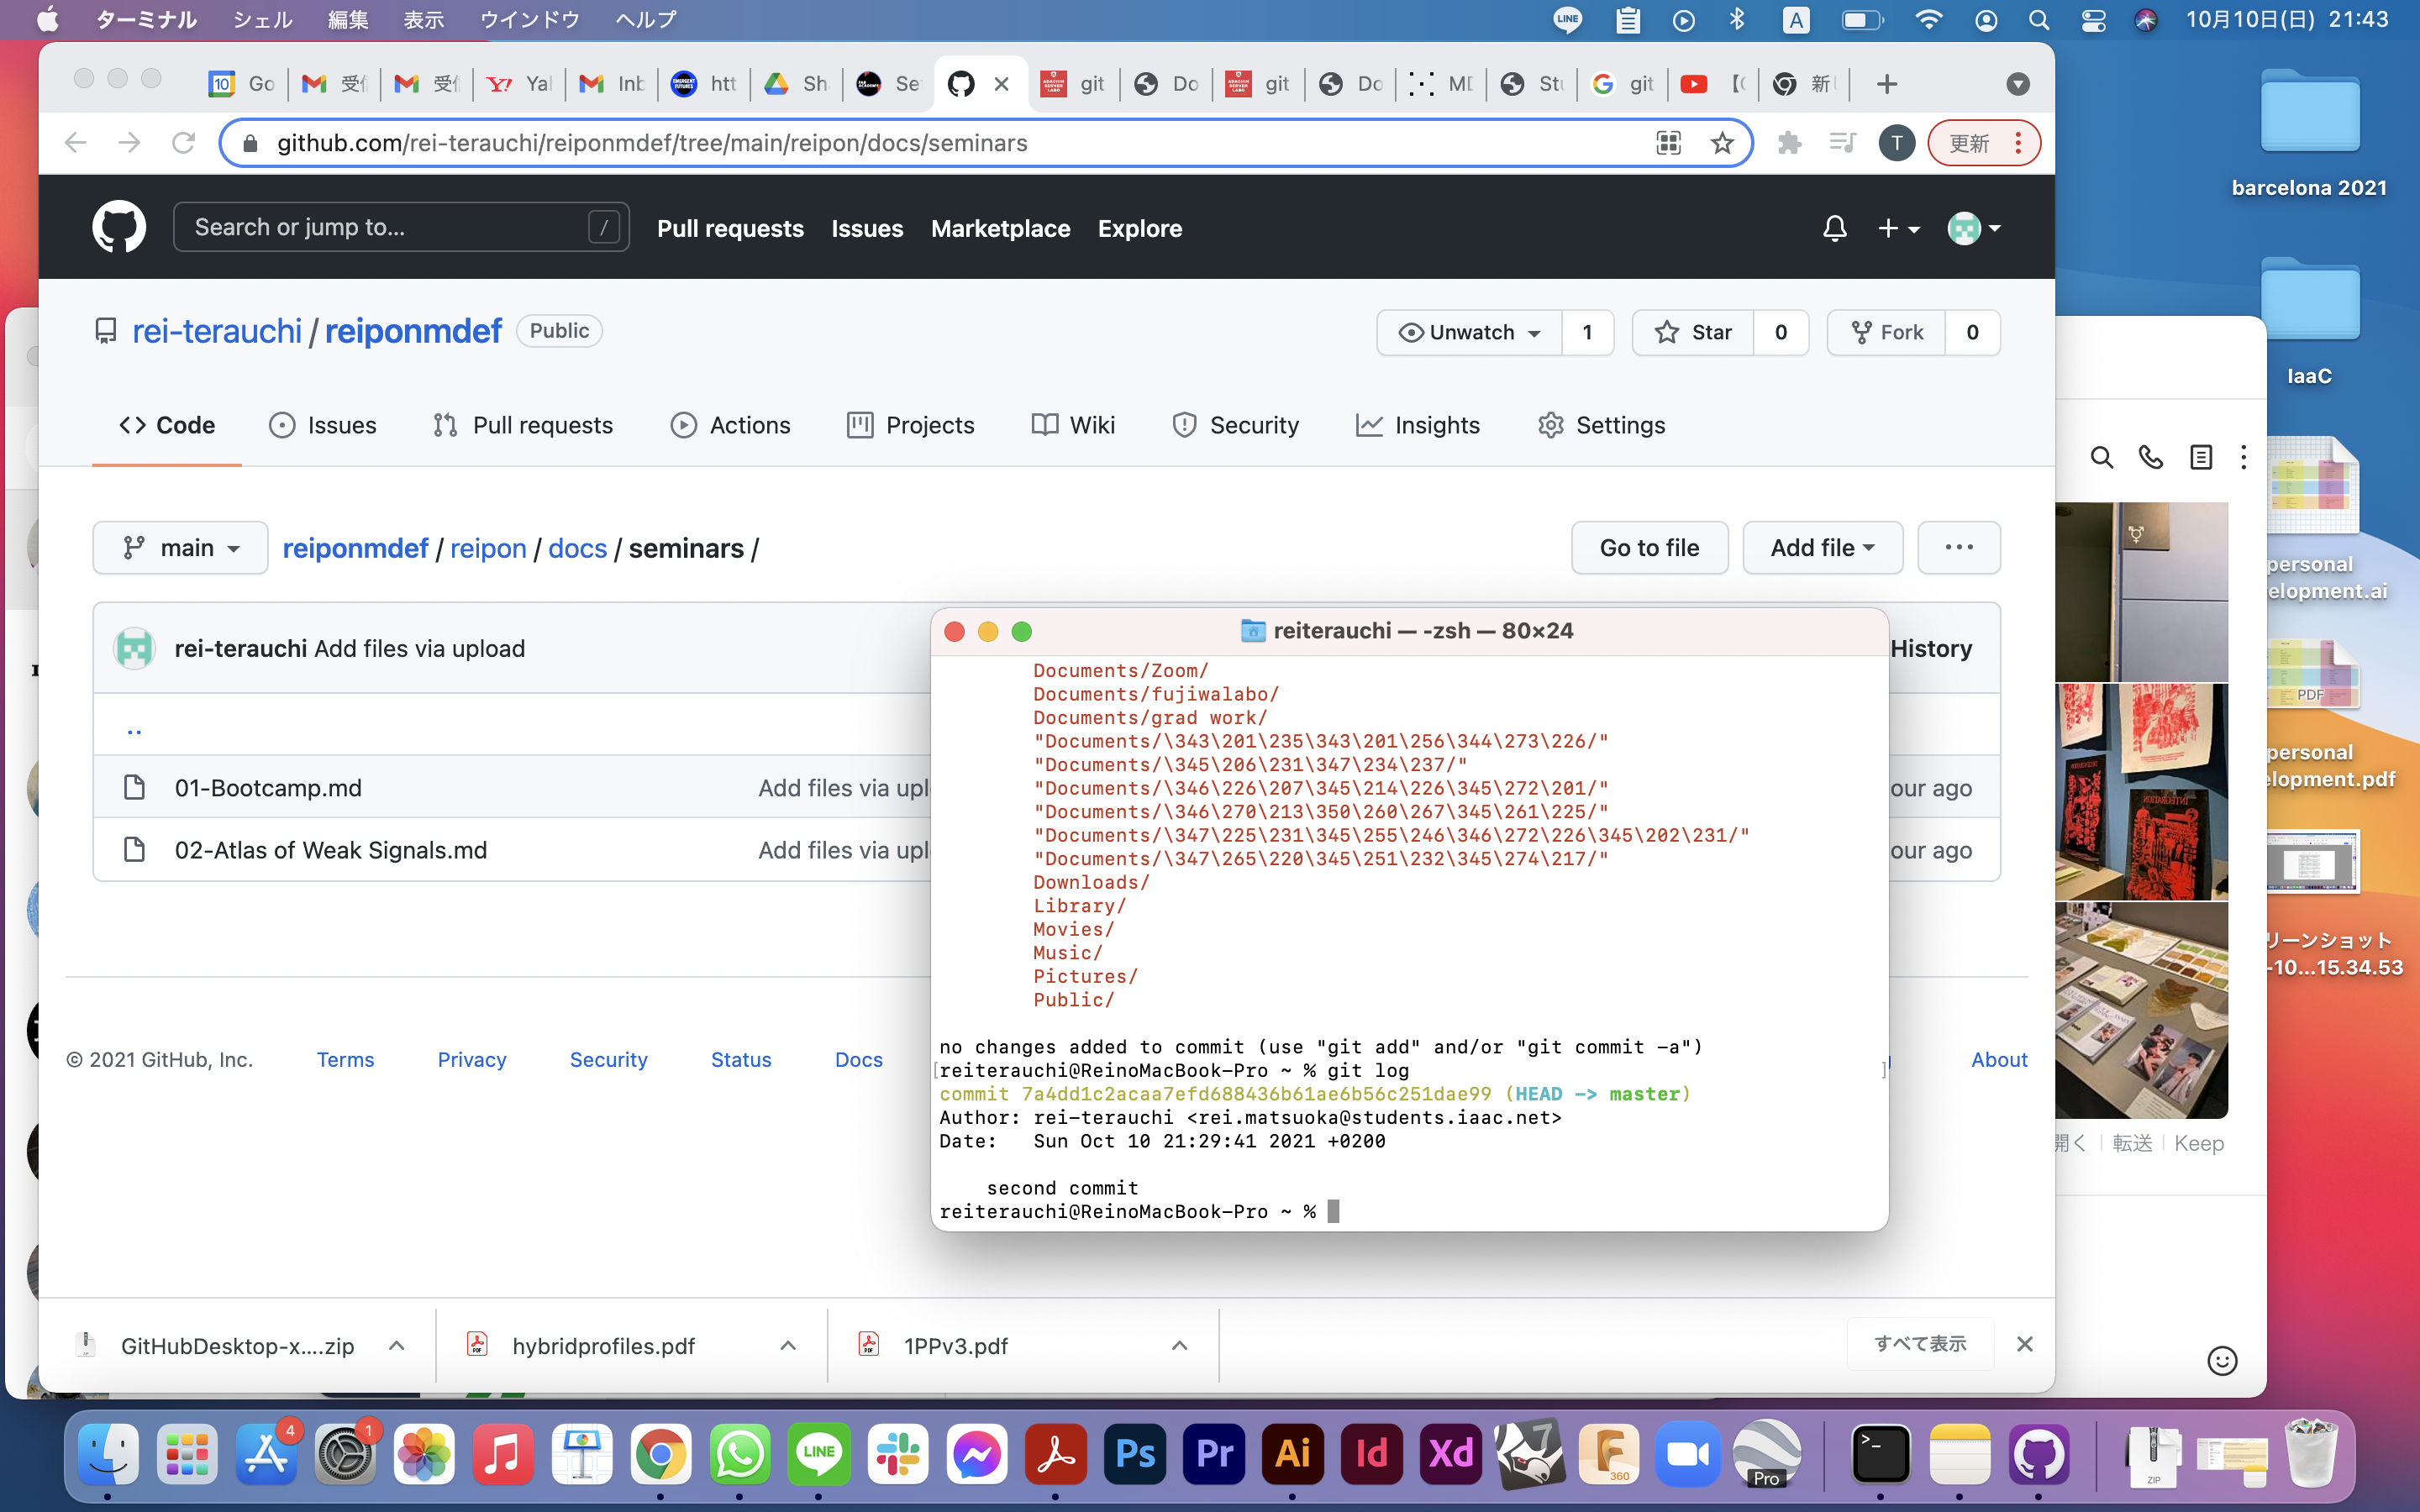 ターミナル シェル 編集 表示 ウインドウ ヘルプ LINE A 10月10日(日) 21:43
10 Go 受 受 Y! Yal Inb htt Sh Se git Do git Do MD Stu git 新
github.com/rei-terauchi/reiponmdef/tree/main/reipon/docs/seminars T 更新
Search or jump to... / Pull requests Issues Marketplace Explore
rei-terauchi / reiponmdef Public Unwatch 1 Star 0 Fork 0
<> Code Issues Pull requests Actions Projects Wiki Security Insights Settings
main reiponmdef / reipon / docs / seminars / Go to file Add file ...
rei-terauchi Add files via upload History
..
01-Bootcamp.md Add files via upl our ago
02-Atlas of Weak Signals.md Add files via upl our ago
© 2021 GitHub, Inc. Terms Privacy Security Status Docs About
reiterauchi — -zsh — 80×24
Documents/Zoom/
Documents/fujiwalabo/
Documents/grad work/
"Documents/\343\201\235\343\201\256\344\273\226/"
"Documents/\345\206\231\347\234\237/"
"Documents/\346\226\207\345\214\226\345\272\201/"
"Documents/\346\270\213\350\260\267\345\261\225/"
"Documents/\347\225\231\345\255\246\346\272\226\345\202\231/"
"Documents/\347\265\220\345\251\232\345\274\217/"
Downloads/
Library/
Movies/
Music/
Pictures/
Public/
no changes added to commit (use "git add" and/or "git commit -a")
[reiterauchi@ReinoMacBook-Pro ~ % git log ]
commit 7a4dd1c2acaa7efd688436b61ae6b56c251dae99 (HEAD -> master)
Author: rei-terauchi <rei.matsuoka@students.iaac.net>
Date: Sun Oct 10 21:29:41 2021 +0200
second commit
reiterauchi@ReinoMacBook-Pro ~ %
開く 転送 Keep
GitHubDesktop-x....zip hybridprofiles.pdf 1PPv3.pdf すべて表示
barcelona 2021
IaaC
personal
elopment.ai
PDF
personal
elopment.pdf
リーンショット
-10...15.34.53
4 1 LINE Ps Pr Ai Id Xd 7 F 360 Pro >_ ZIP